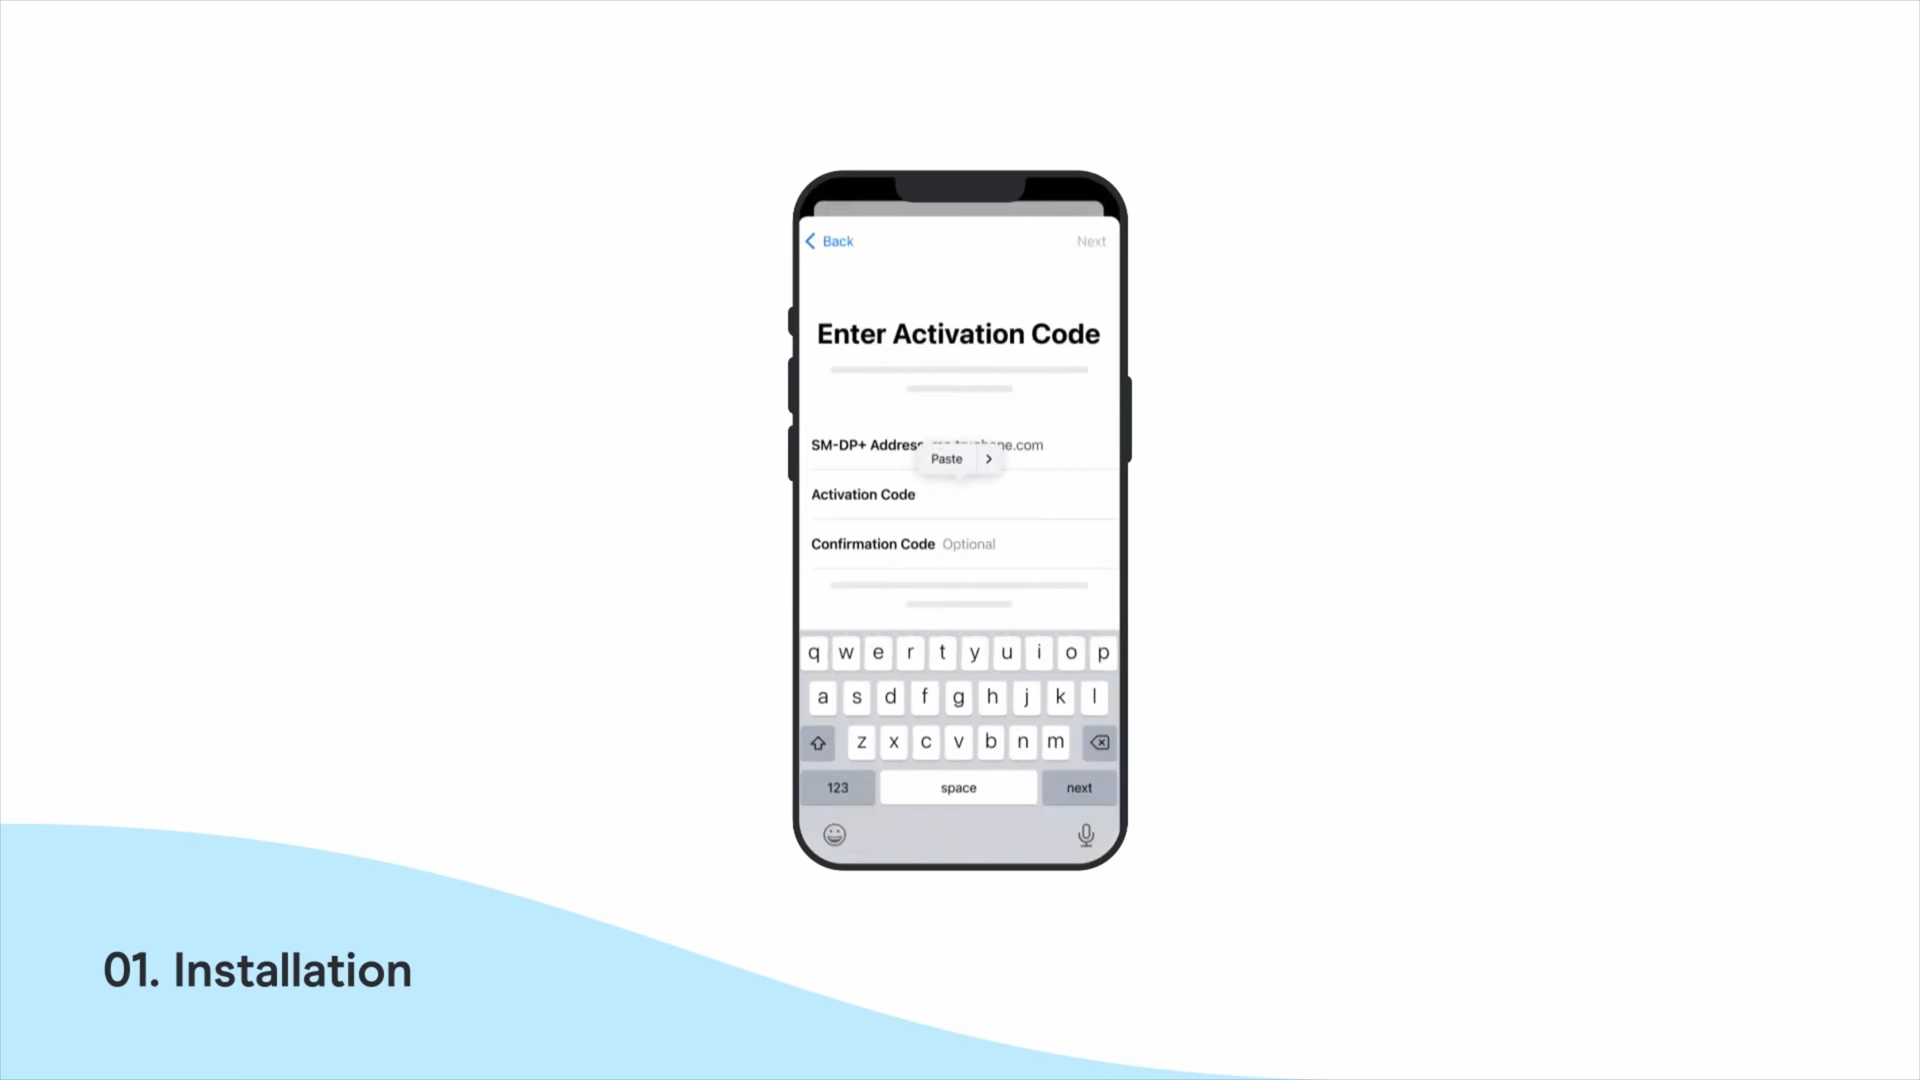 Back
Next
Enter Activation Code
SM-DP+ Address
Paste
Activation Code
Confirmation Code Optional
q w e r t y u i o p
a s d f g h j k l
z x c v b n m
123 space next
01. Installation